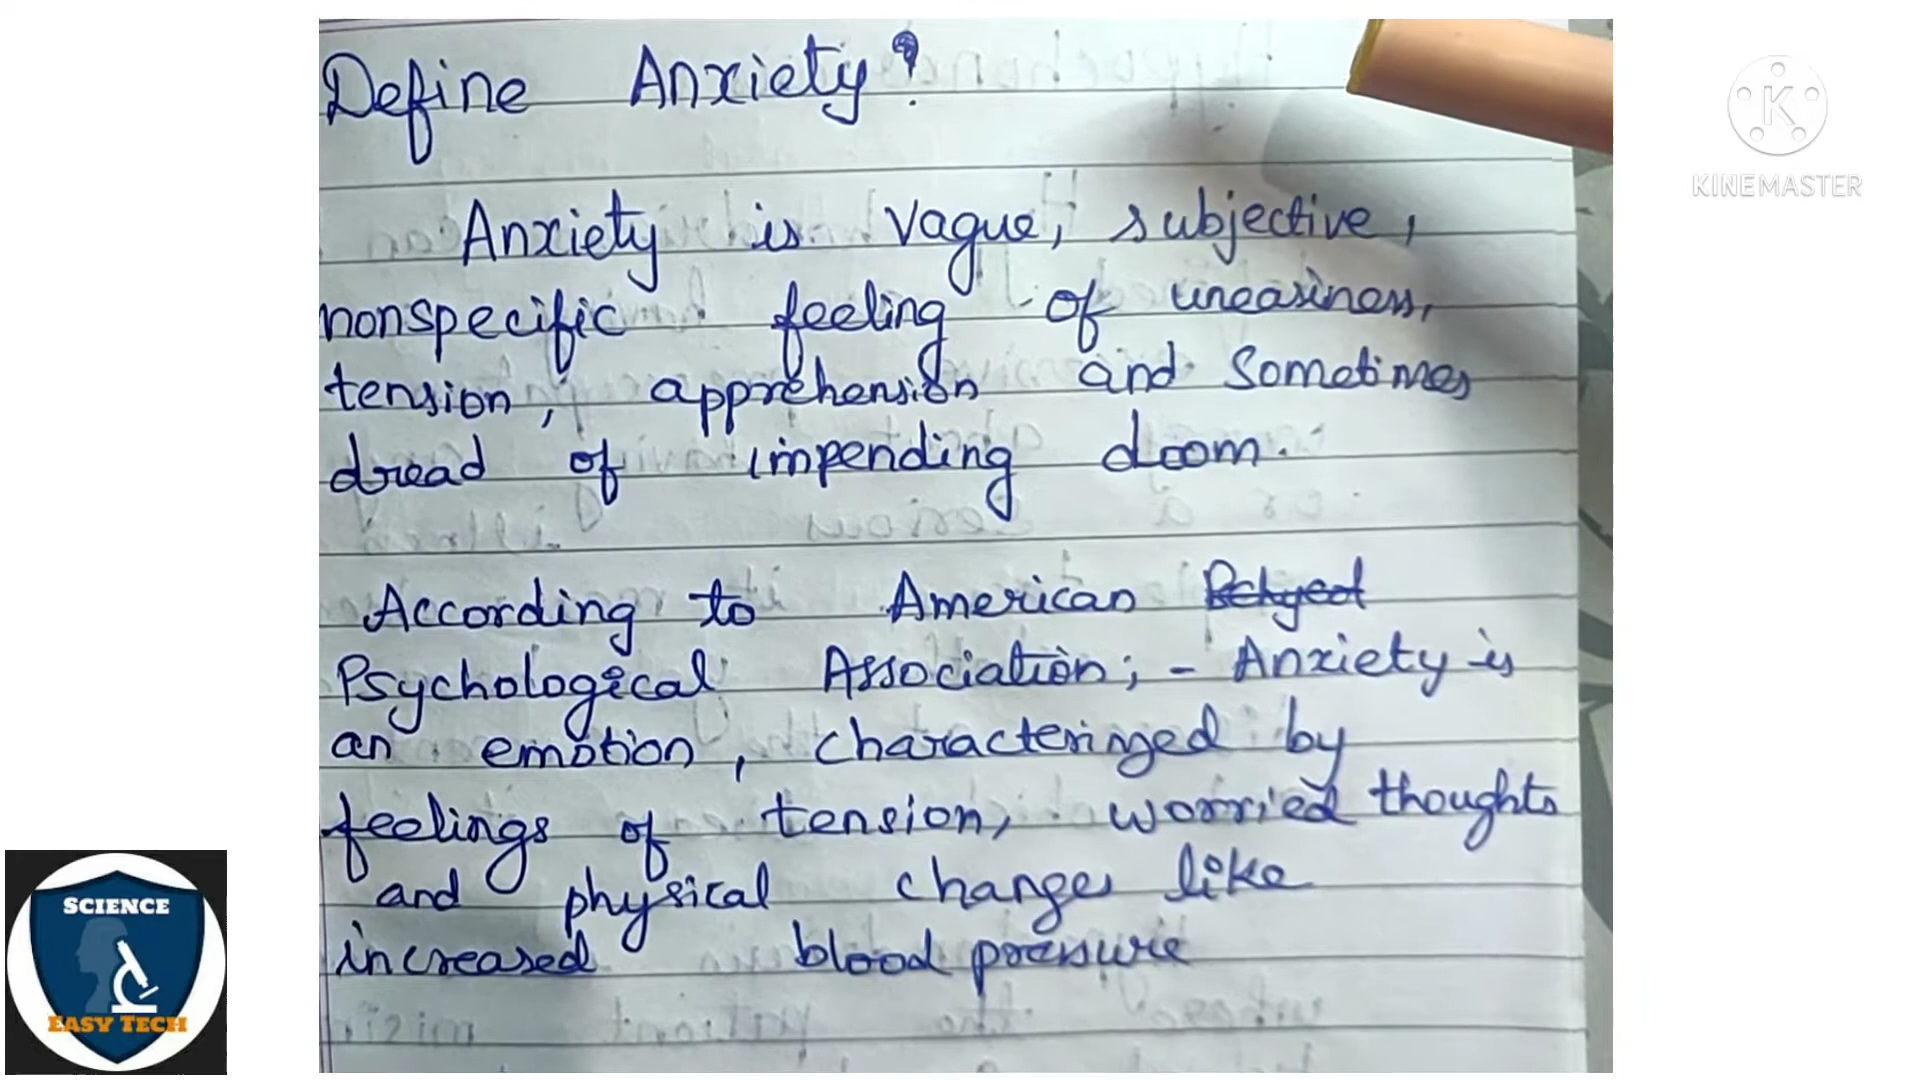 Define Anxiety?
Anxiety is vague, subjective,
nonspecific feeling of uneasiness,
tension, apprehension and sometimes
dread of impending doom.
According to American
Psychological Association; - Anxiety is
an emotion, characterized by
feelings of tension, worried thoughts
and physical changes like
increased blood pressure
KINEMASTER
SCIENCE
EASY TECH